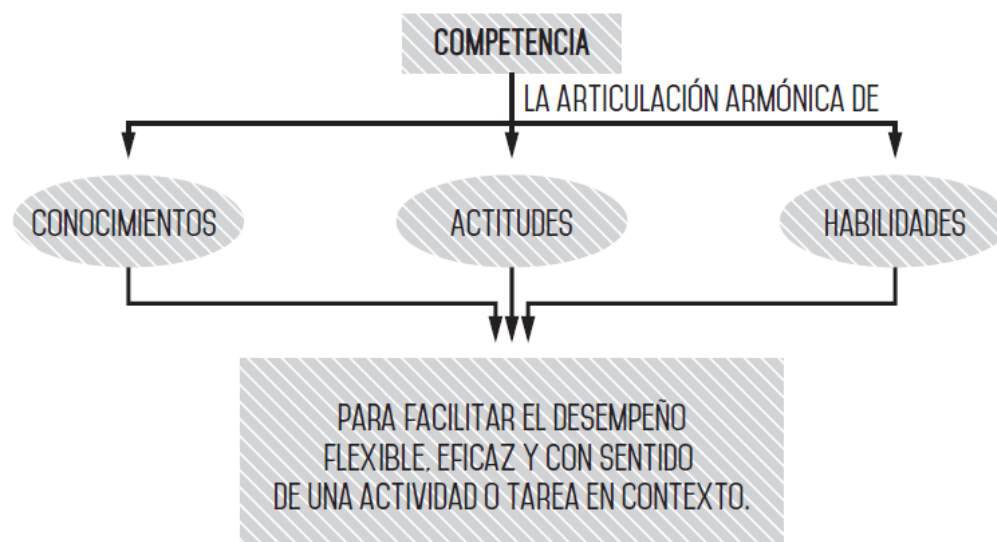 COMPETENCIA
LA ARTICULACIÓN ARMÓNICA DE
CONOCIMIENTOS
ACTITUDES
HABILIDADES
PARA FACILITAR EL DESEMPEÑO
FLEXIBLE, EFICAZ Y CON SENTIDO
DE UNA ACTIVIDAD O TAREA EN CONTEXTO.